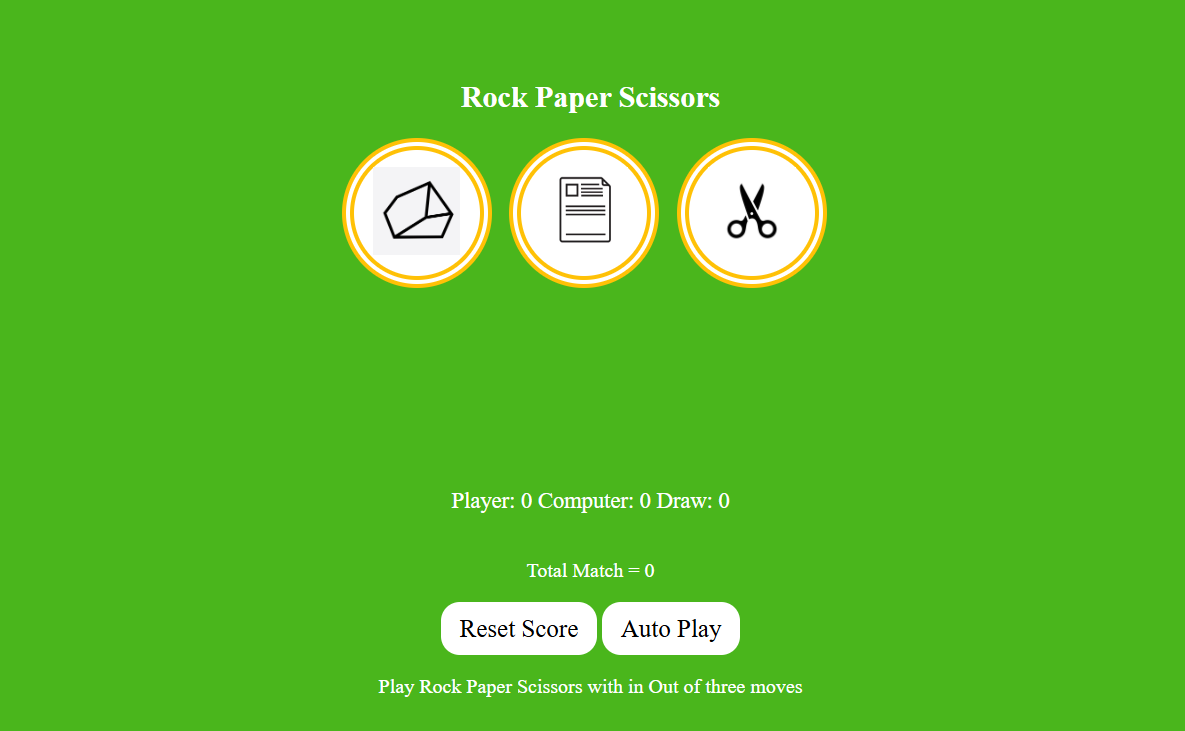 Rock Paper Scissors
Player: 0 Computer: 0 Draw: 0
Total Match = 0
Reset Score Auto Play
Play Rock Paper Scissors with in Out of three moves